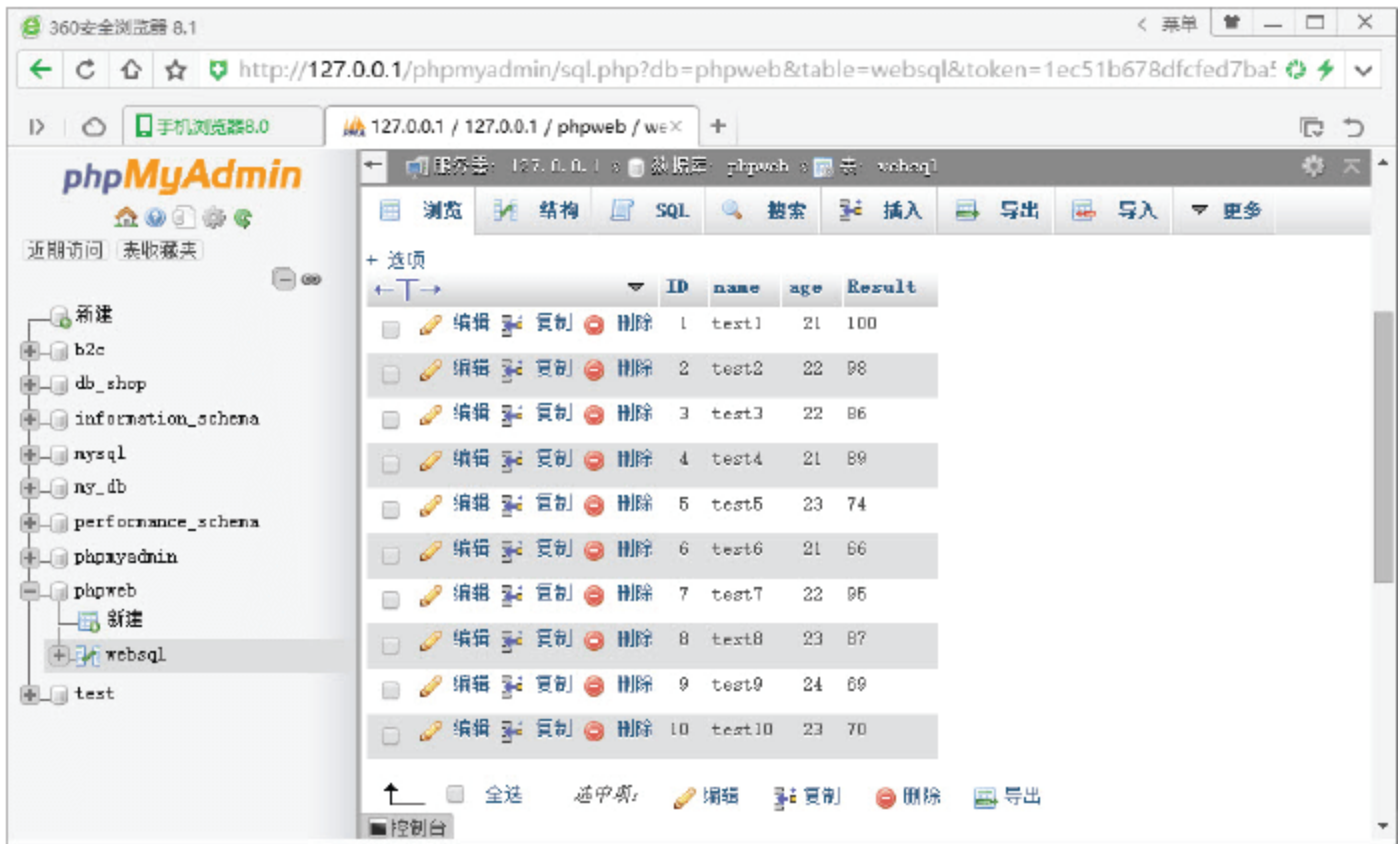 360安全浏览器 8.1
菜单
http://127.0.0.1/phpmyadmin/sql.php?db=phpweb&table=websql&token=1ec51b678dfcfed7ba5
手机浏览器8.0
127.0.0.1 / 127.0.0.1 / phpweb / we
phpMyAdmin
近期访问 表收藏夹
新建
b2c
db_shop
information_schema
mysql
my_db
performance_schema
phpmyadmin
phpweb
新建
websql
test
服务器: 127.0.0.1 » 数据库: phpweb » 表: websql
浏览 结构 SQL 搜索 插入 导出 导入 更多
+ 选项
ID name age Result
编辑 复制 删除 1 test1 21 100
编辑 复制 删除 2 test2 22 98
编辑 复制 删除 3 test3 22
编辑 复制 删除 4 test4 21 89
编辑 复制 删除 5 test5 23 74
编辑 复制 删除 6 test6 21
编辑 复制 删除 7 test7 22 95
编辑 复制 删除 8 test8 23 87
编辑 复制 删除 9 test9 24 69
编辑 复制 删除 10 test10 23 70
全选 选中项: 编辑 复制 删除 导出
控制台